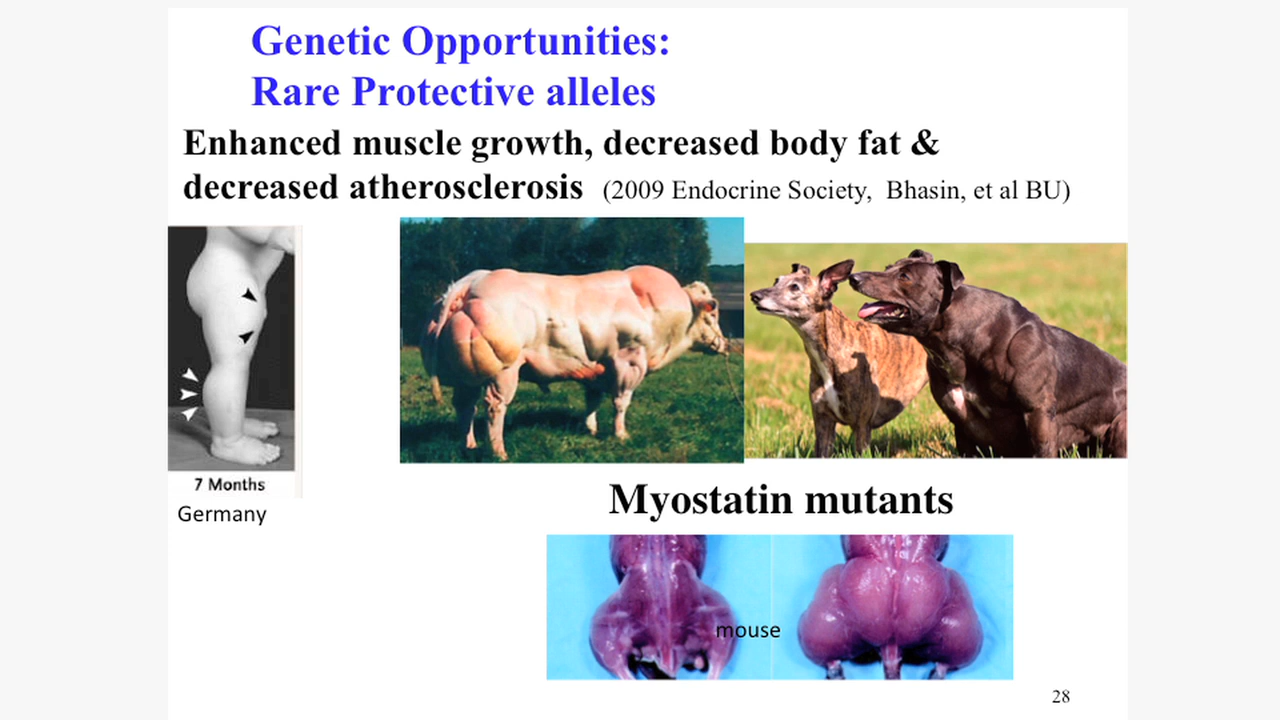 Genetic Opportunities:
Rare Protective alleles
Enhanced muscle growth, decreased body fat &
decreased atherosclerosis (2009 Endocrine Society, Bhasin, et al BU)
7 Months
Germany
Myostatin mutants
mouse
28